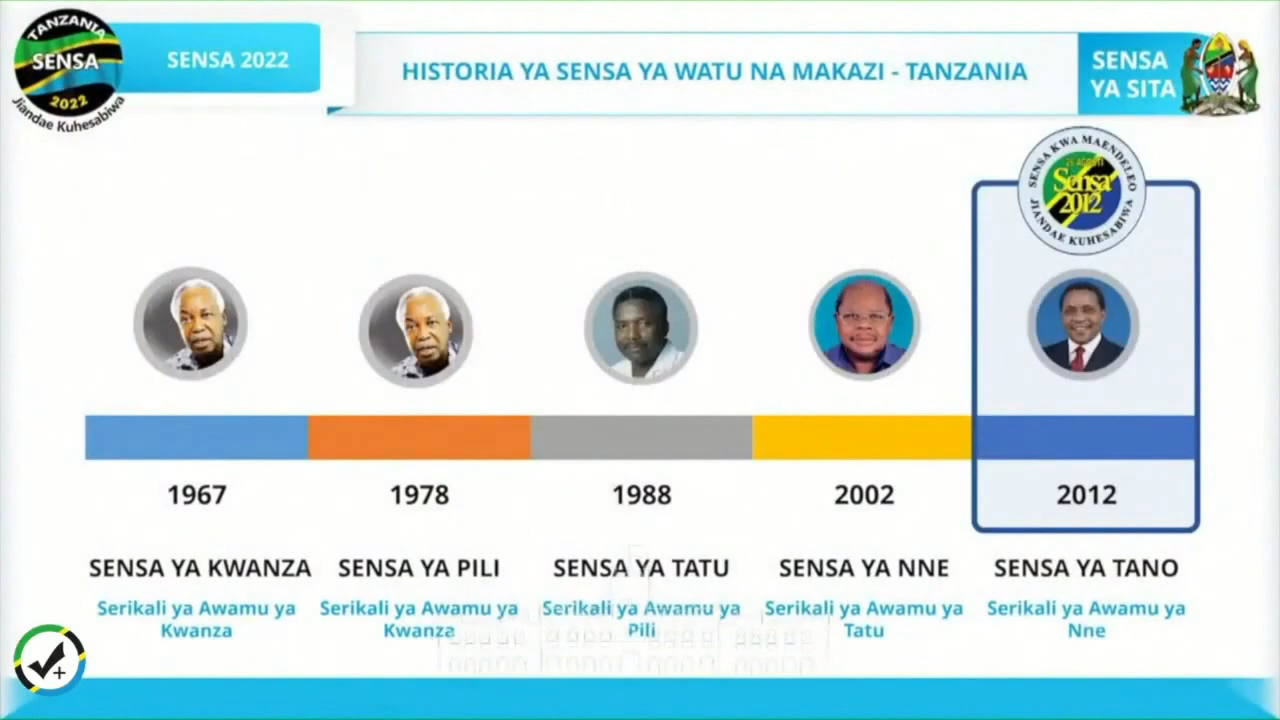 TANZANIA
SENSA
2022
Jiandae Kuhesabiwa
SENSA 2022
HISTORIA YA SENSA YA WATU NA MAKAZI - TANZANIA
SENSA
YA SITA
SENSA KWA MAENDELEO
26 AGOSTI
Sensa
2012
JIANDAE KUHESABIWA
1967
1978
1988
2002
2012
SENSA YA KWANZA
SENSA YA PILI
SENSA YA TATU
SENSA YA NNE
SENSA YA TANO
Serikali ya Awamu ya
Kwanza
Serikali ya Awamu ya
Kwanza
Serikali ya Awamu ya
Pili
Serikali ya Awamu ya
Tatu
Serikali ya Awamu ya
Nne